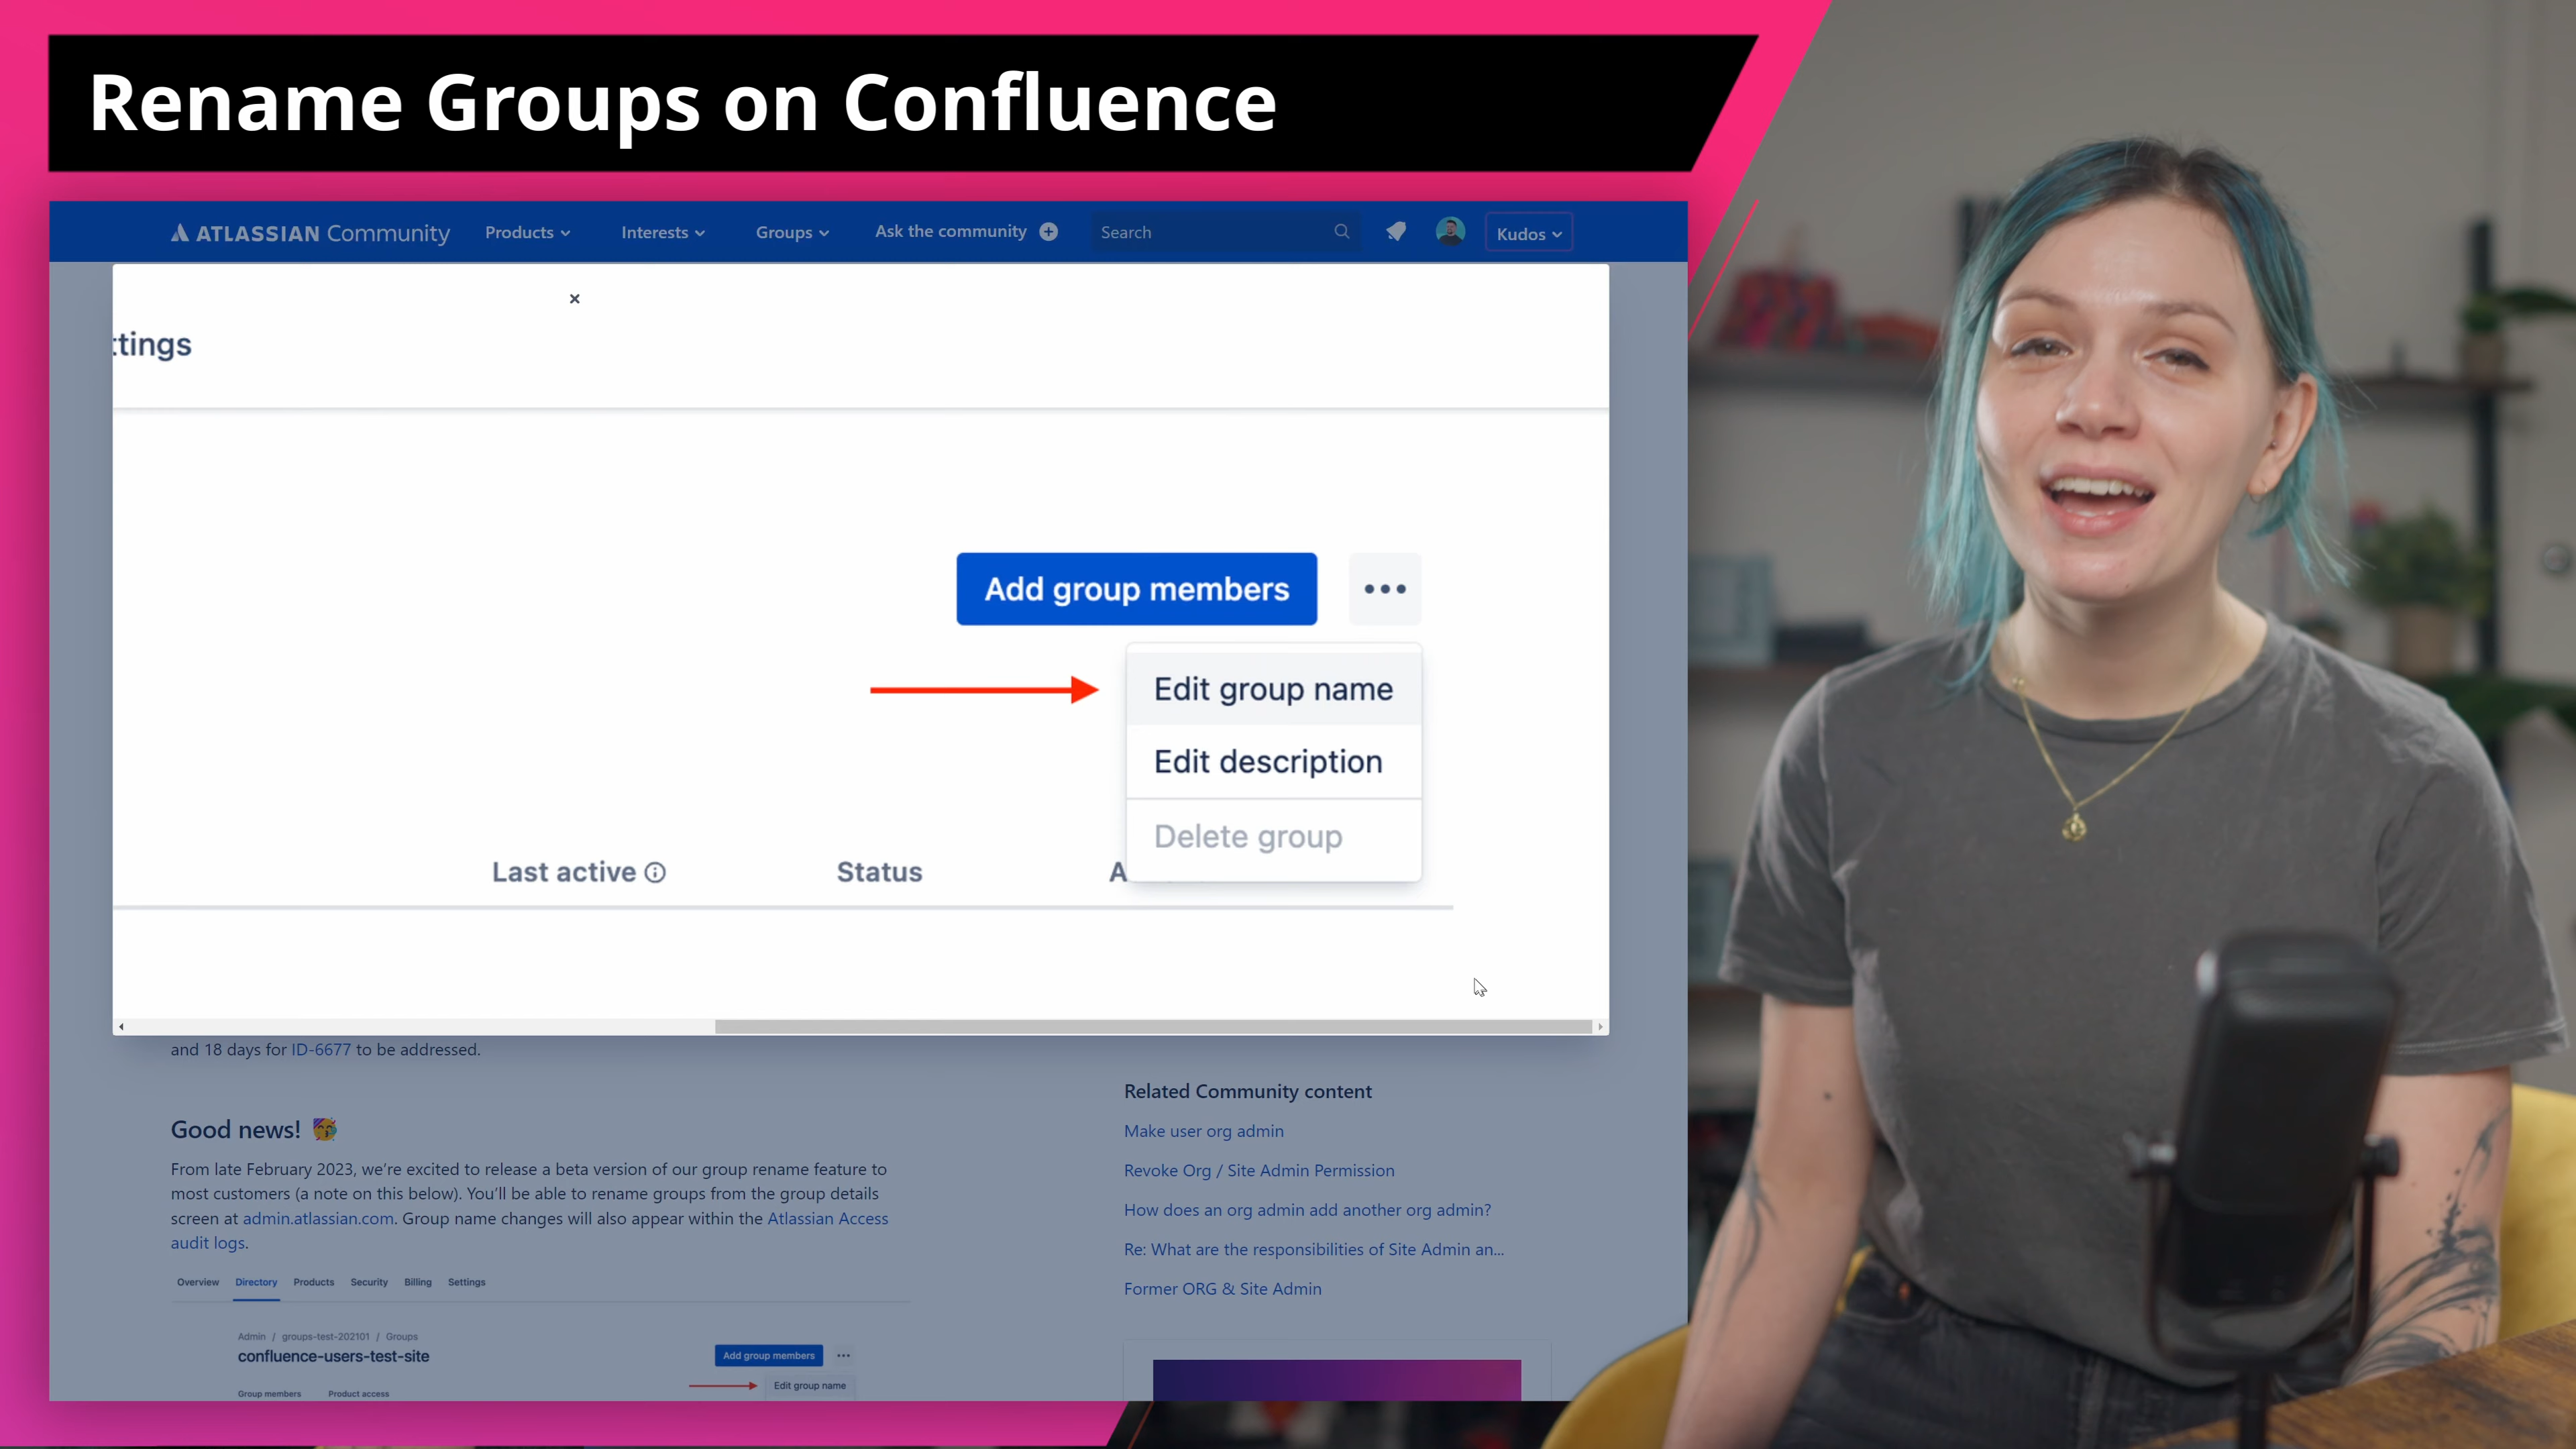 Rename Groups on Confluence
ATLASSIAN Community Products Interests Groups Ask the community Search Kudos
×
ttings
Add group members
Edit group name
Edit description
Delete group
Last active Status A
and 18 days for ID-6677 to be addressed.
Good news!
From late February 2023, we're excited to release a beta version of our group rename feature to
most customers (a note on this below). You'll be able to rename groups from the group details
screen at admin.atlassian.com. Group name changes will also appear within the Atlassian Access
audit logs.
Overview Directory Products Security Billing Settings
Admin / groups-test-202101 / Groups
confluence-users-test-site
Add group members
Edit group name
Group members Product access
Related Community content
Make user org admin
Revoke Org / Site Admin Permission
How does an org admin add another org admin?
Re: What are the responsibilities of Site Admin an...
Former ORG & Site Admin